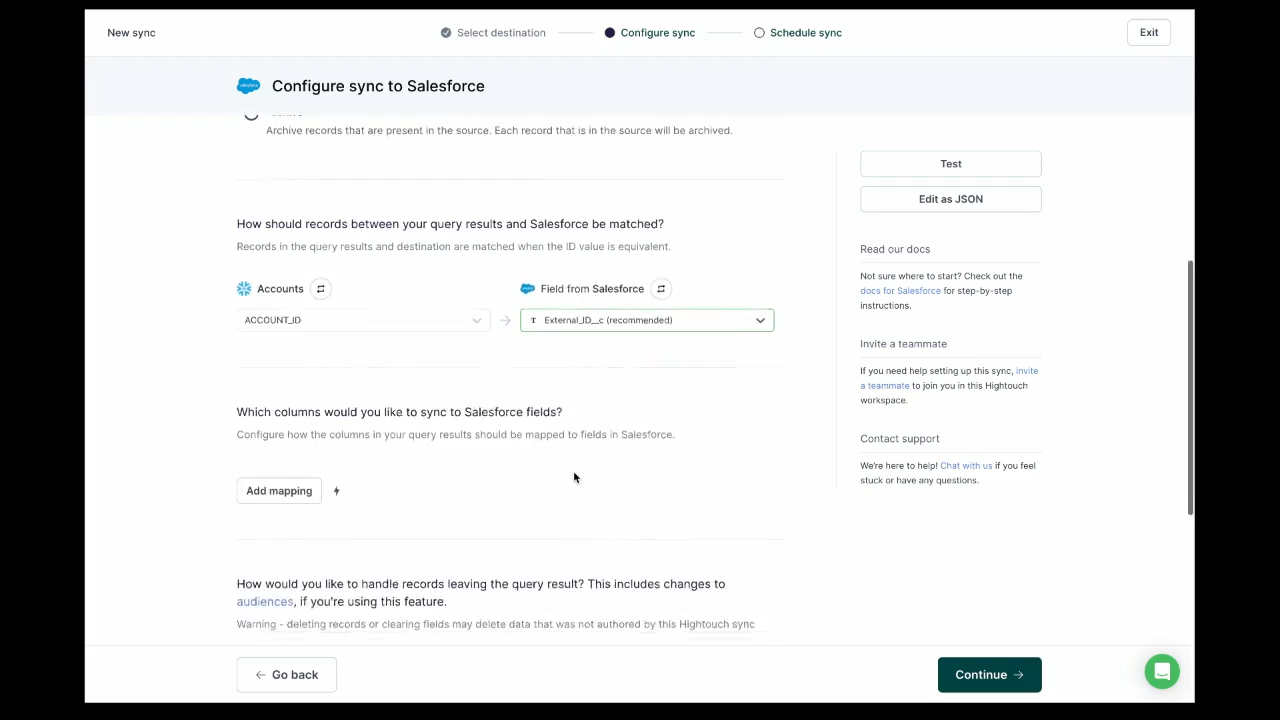 New sync
Select destination
Configure sync
Schedule sync
Exit
Configure sync to Salesforce
Archive records that are present in the source. Each record that is in the source will be archived.
How should records between your query results and Salesforce be matched?
Records in the query results and destination are matched when the ID value is equivalent.
Accounts
Field from Salesforce
ACCOUNT_ID
T External_ID__c (recommended)
Which columns would you like to sync to Salesforce fields?
Configure how the columns in your query results should be mapped to fields in Salesforce.
Add mapping
How would you like to handle records leaving the query result? This includes changes to
audiences, if you're using this feature.
Warning - deleting records or clearing fields may delete data that was not authored by this Hightouch sync
Test
Edit as JSON
Read our docs
Not sure where to start? Check out the
docs for Salesforce for step-by-step
instructions.
Invite a teammate
If you need help setting up this sync, invite
a teammate to join you in this Hightouch
workspace.
Contact support
We're here to help! Chat with us if you feel
stuck or have any questions.
Go back
Continue